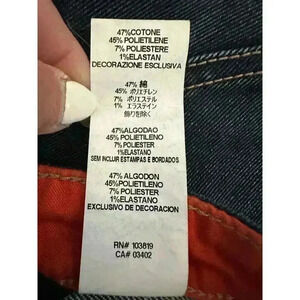 47%COTONE
45% POLIETILENE
7% POLIESTERE
1%ELASTAN
DECORAZIONE ESCLUSIVA
47% 綿
45% ポリエチレン
7% ポリエステル
1% エラステイン
飾りを除く
47%ALGODAO
45%POLIETILENO
7% POLIESTER
1%ELASTANO
SEM INCLUIR ESTAMPAS E BORDADOS
47%ALGODON
45%POLIETILENO
7% POLIESTER
1%ELASTANO
EXCLUSIVO DE DECORACION
RN# 103819
CA# 03402